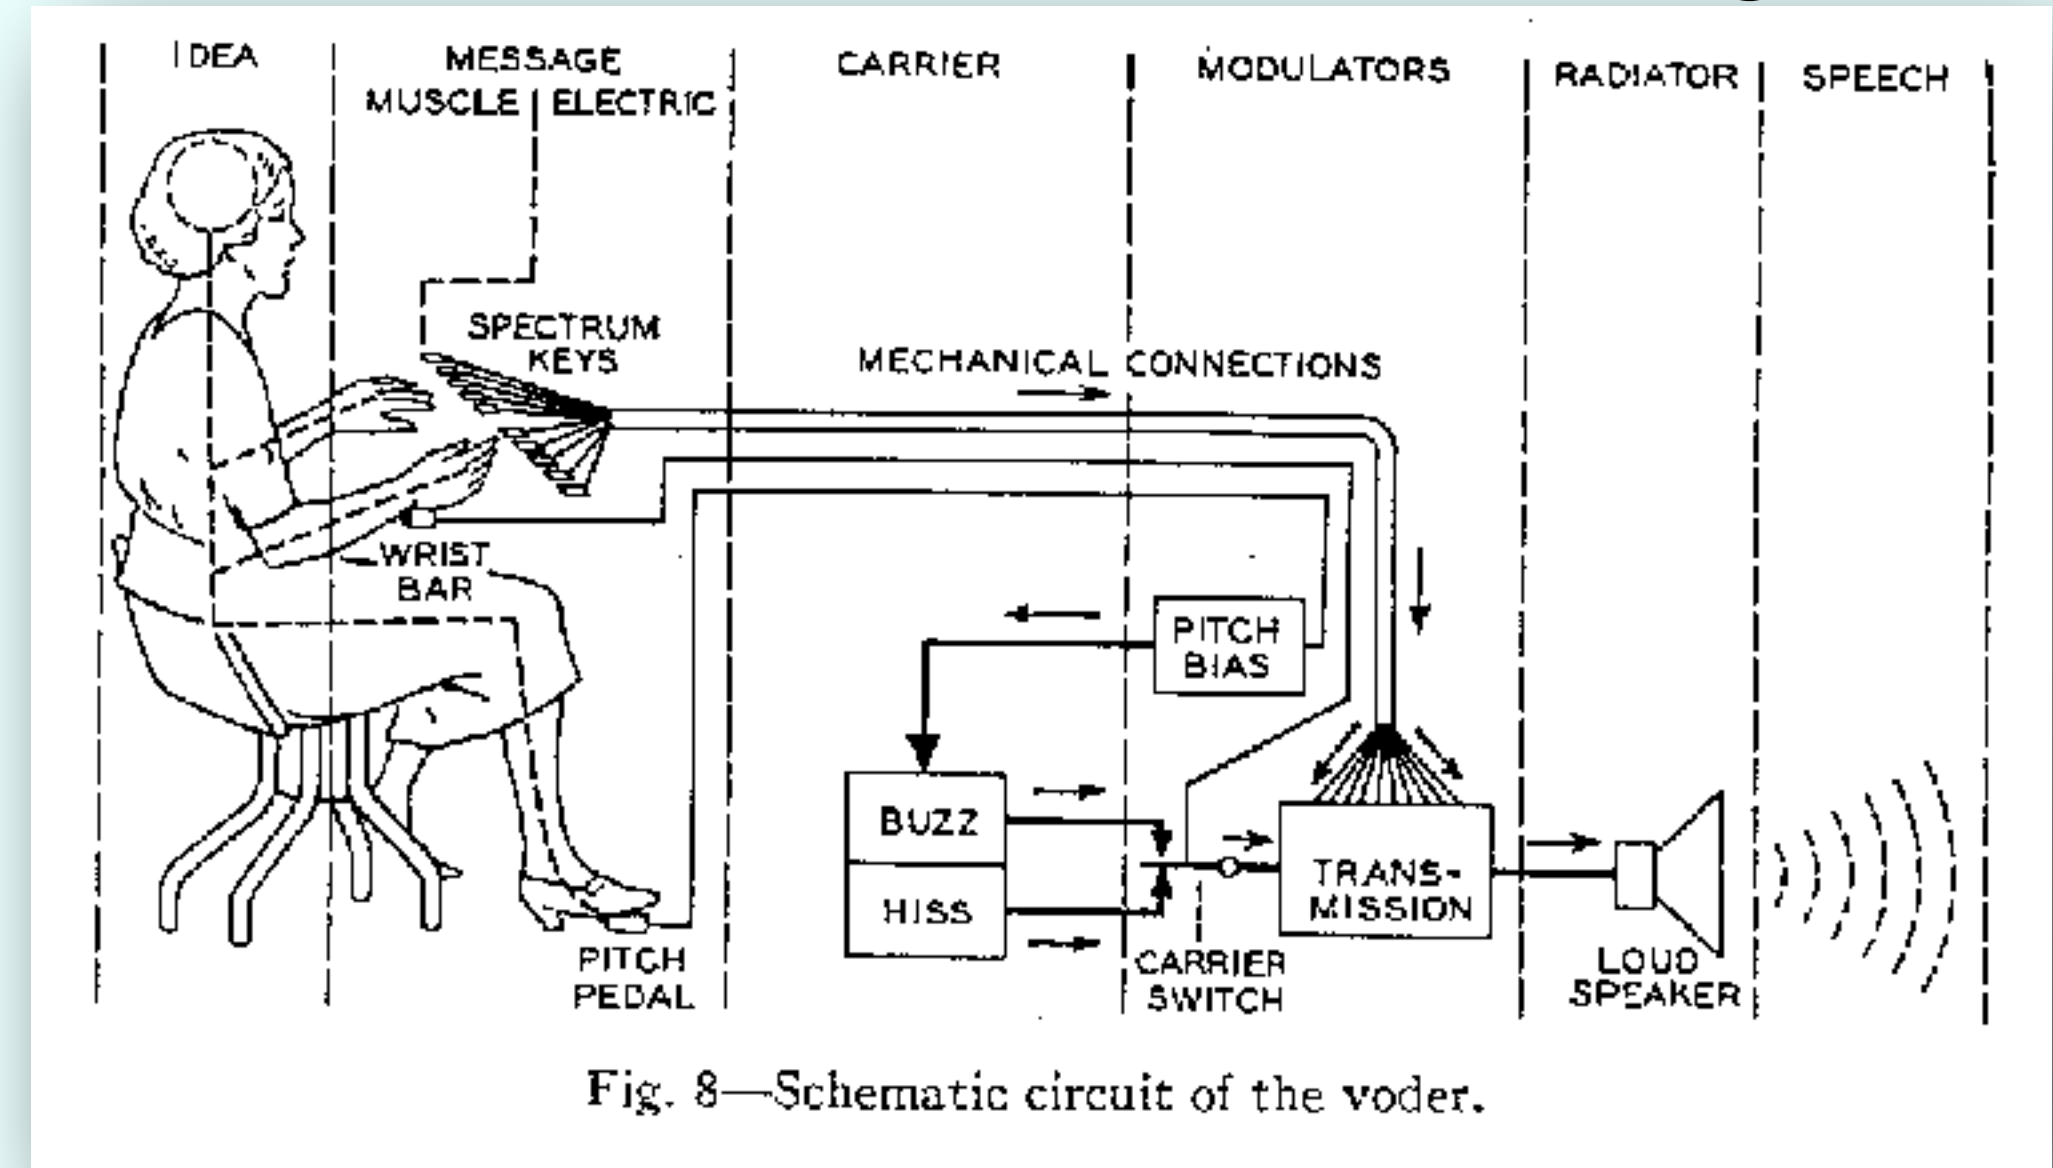 IDEA
MESSAGE
MUSCLE ELECTRIC
CARRIER
MODULATORS
RADIATOR
SPEECH
SPECTRUM
KEYS
MECHANICAL CONNECTIONS
WRIST
BAR
PITCH
BIAS
BUZZ
HISS
TRANS-
MISSION
CARRIER
SWITCH
LOUD
SPEAKER
PITCH
PEDAL
Fig. 8—Schematic circuit of the voder.